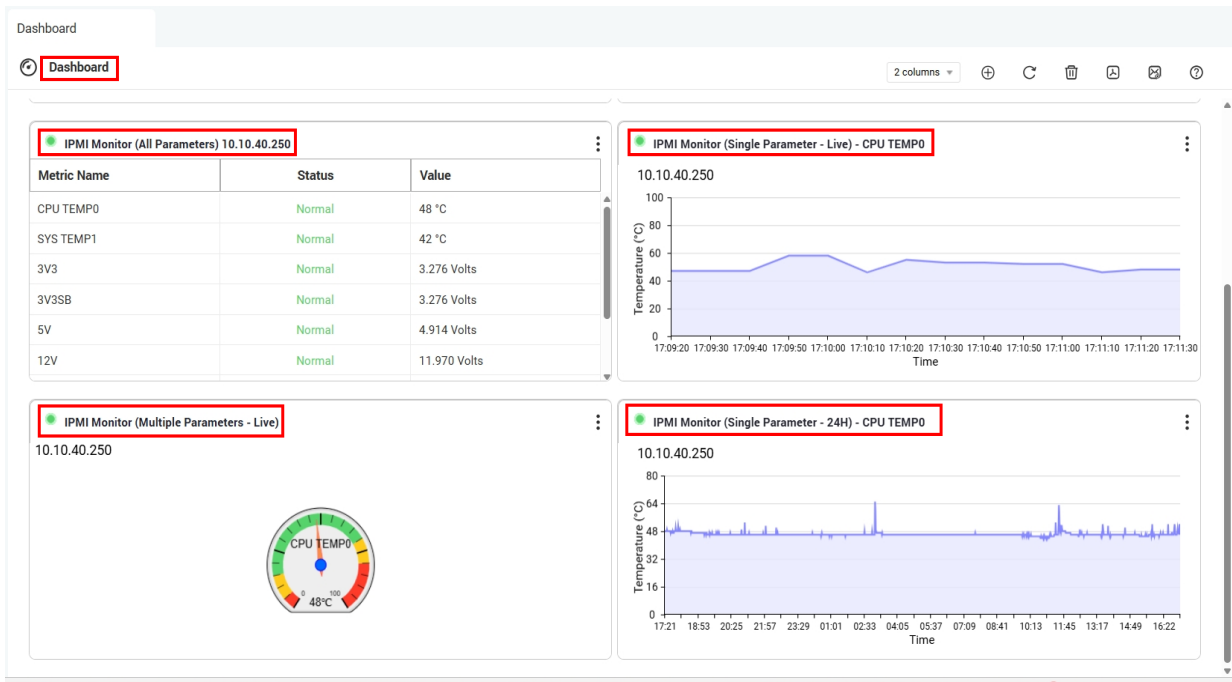 Dashboard
Dashboard
2 columns
IPMI Monitor (All Parameters) 10.10.40.250
Metric Name Status Value
CPU TEMP0 Normal 48 °C
SYS TEMP1 Normal 42 °C
3V3 Normal 3.276 Volts
3V3SB Normal 3.276 Volts
5V Normal 4.914 Volts
12V Normal 11.970 Volts
IPMI Monitor (Single Parameter - Live) - CPU TEMP0
10.10.40.250
Temperature (°C)
100
80
60
40
20
0
17:09:20 17:09:30 17:09:40 17:09:50 17:10:00 17:10:10 17:10:20 17:10:30 17:10:40 17:10:50 17:11:00 17:11:10 17:11:20 17:11:30
Time
IPMI Monitor (Multiple Parameters - Live)
10.10.40.250
CPU TEMP0
0 100
48°C
IPMI Monitor (Single Parameter - 24H) - CPU TEMP0
10.10.40.250
Temperature (°C)
80
64
48
32
16
0
17:21 18:53 20:25 21:57 23:29 01:01 02:33 04:05 05:37 07:09 08:41 10:13 11:45 13:17 14:49 16:22
Time